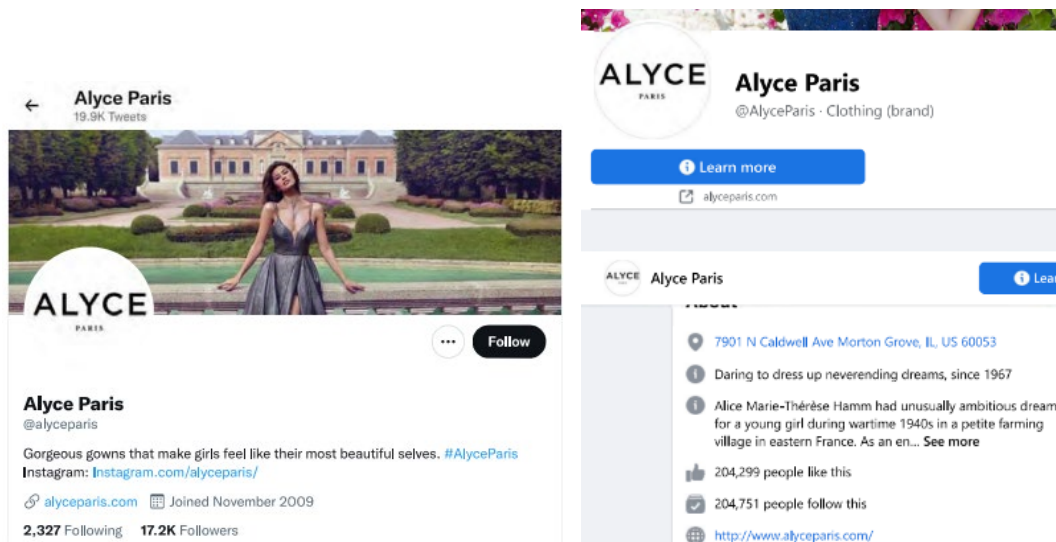 Alyce Paris
19.9K Tweets
ALYCE
PARIS
Follow
Alyce Paris
@alyceparis
Gorgeous gowns that make girls feel like their most beautiful selves. #AlyceParis
Instagram: Instagram.com/alyceparis/
alyceparis.com Joined November 2009
2,327 Following 17.2K Followers
ALYCE
PARIS
Alyce Paris
@AlyceParis · Clothing (brand)
Learn more
alyceparis.com
ALYCE
Alyce Paris
Lear
About
7901 N Caldwell Ave Morton Grove, IL, US 60053
Daring to dress up neverending dreams, since 1967
Alice Marie-Thérèse Hamm had unusually ambitious dream
for a young girl during wartime 1940s in a petite farming
village in eastern France. As an en... See more
204,299 people like this
204,751 people follow this
http://www.alyceparis.com/